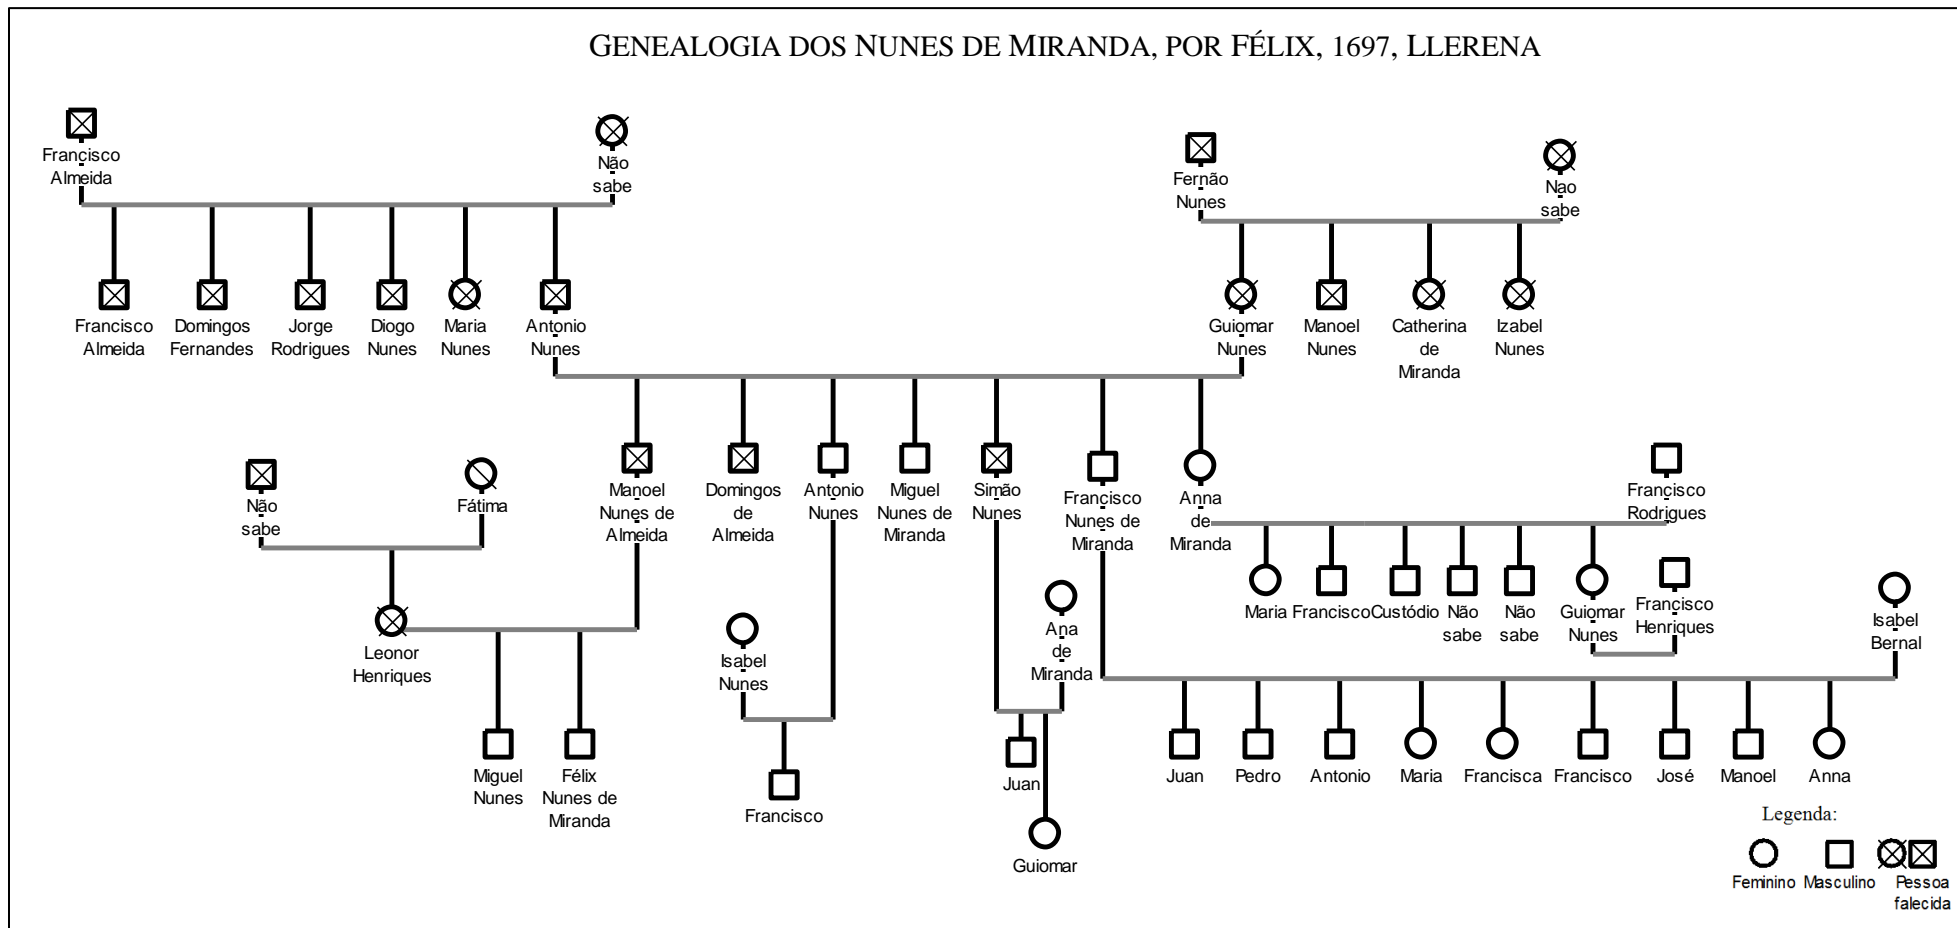 GENEALOGIA DOS NUNES DE MIRANDA, POR FÉLIX, 1697, LLERENA
Francisco
Almeida
Não
sabe
Fernão
Nunes
Nao
sabe
Francisco
Almeida
Domingos
Fernandes
Jorge
Rodrigues
Diogo
Nunes
Maria
Nunes
Antonio
Nunes
Guiomar
Nunes
Manoel
Nunes
Catherina
de
Miranda
Izabel
Nunes
Não
sabe
Fátima
Manoel
Nunes de
Almeida
Domingos
de
Almeida
Antonio
Nunes
Miguel
Nunes de
Miranda
Simão
Nunes
Francisco
Nunes de
Miranda
Anna
de
Miranda
Francisco
Rodrigues
Maria
Francisco
Custódio
Não
sabe
Não
sabe
Guiomar
Nunes
Francisco
Henriques
Isabel
Bernal
Leonor
Henriques
Isabel
Nunes
Ana
de
Miranda
Miguel
Nunes
Félix
Nunes de
Miranda
Francisco
Juan
Guiomar
Juan
Pedro
Antonio
Maria
Francisca
Francisco
José
Manoel
Anna
Legenda:
Feminino
Masculino
Pessoa
falecida